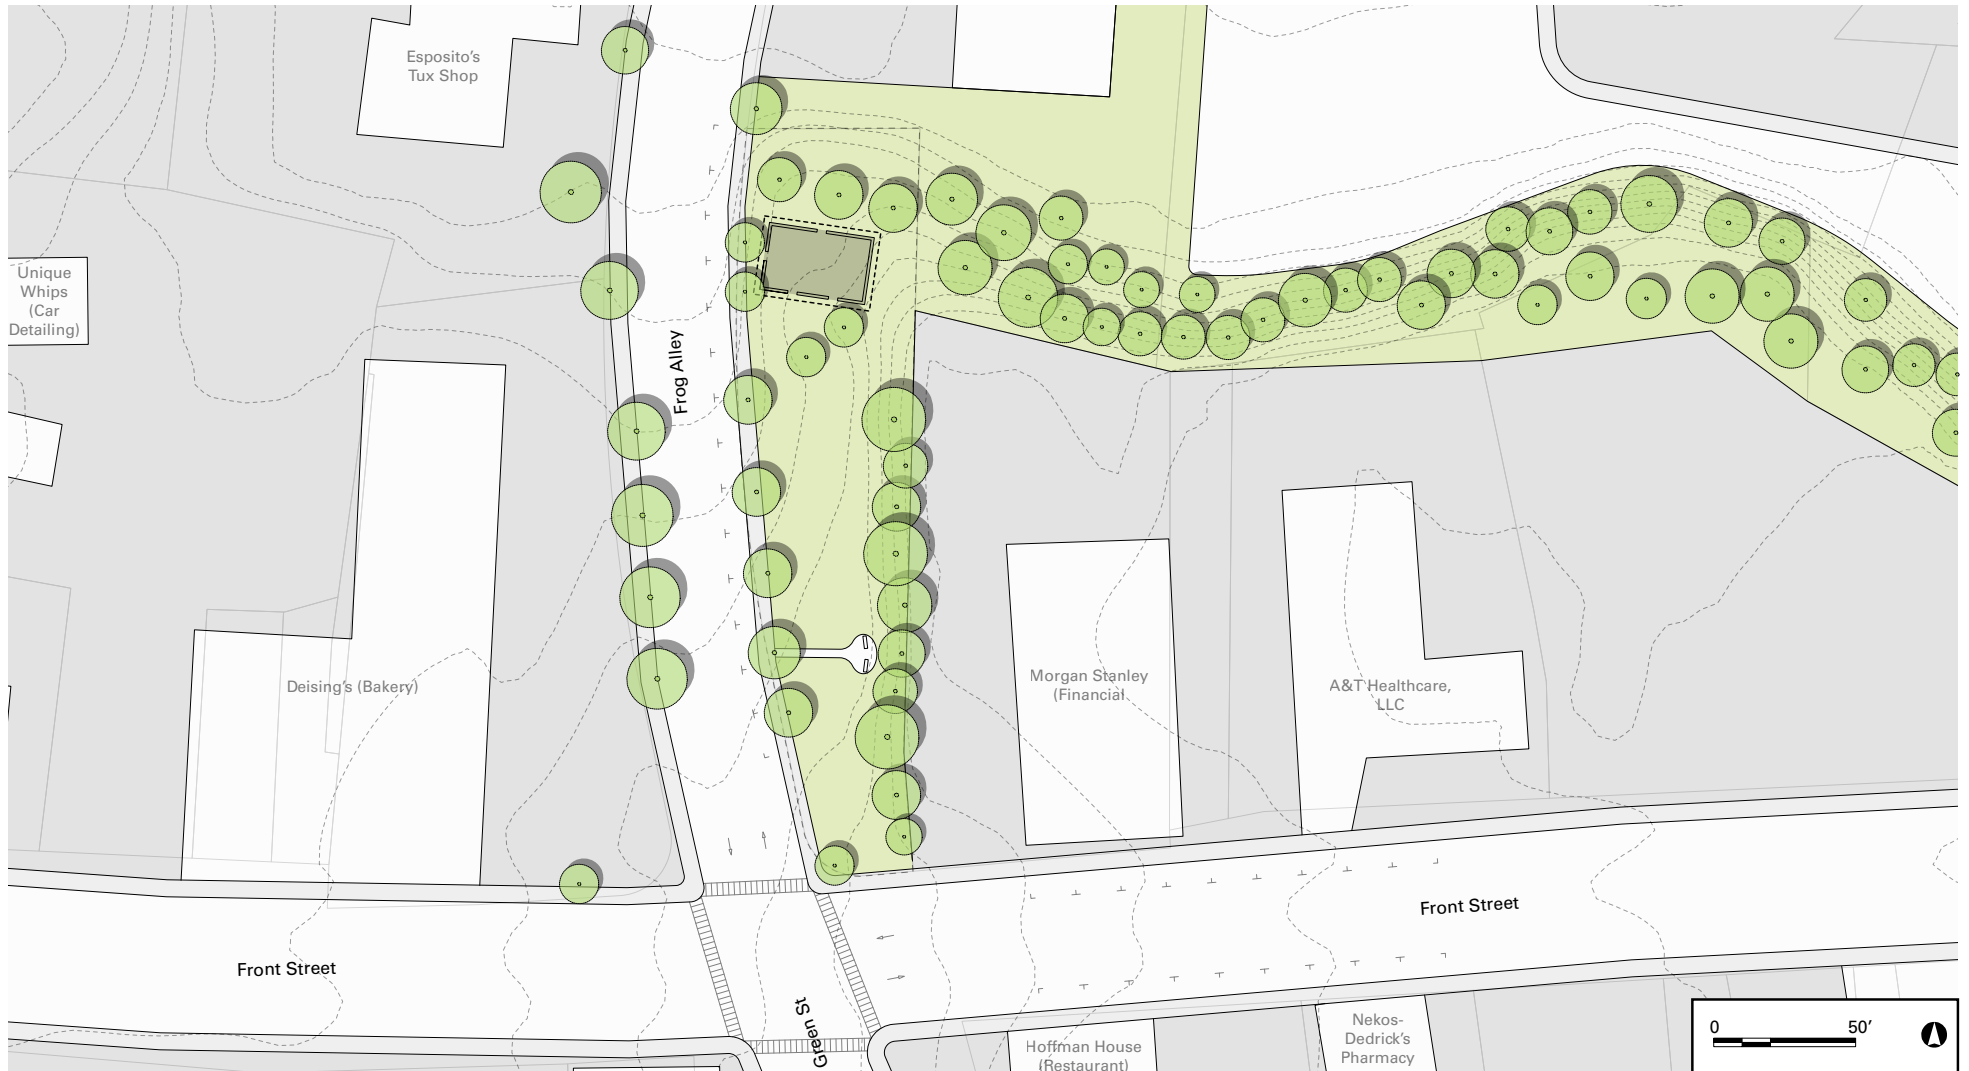 Esposito's
Tux Shop
Unique
Whips
(Car
Detailing)
Frog Alley
Deising's (Bakery)
Morgan Stanley
(Financial)
A&T Healthcare,
LLC
Front Street
Front Street
Green St
Hoffman House
(Restaurant)
Nekos-
Dedrick's
Pharmacy
0 50'